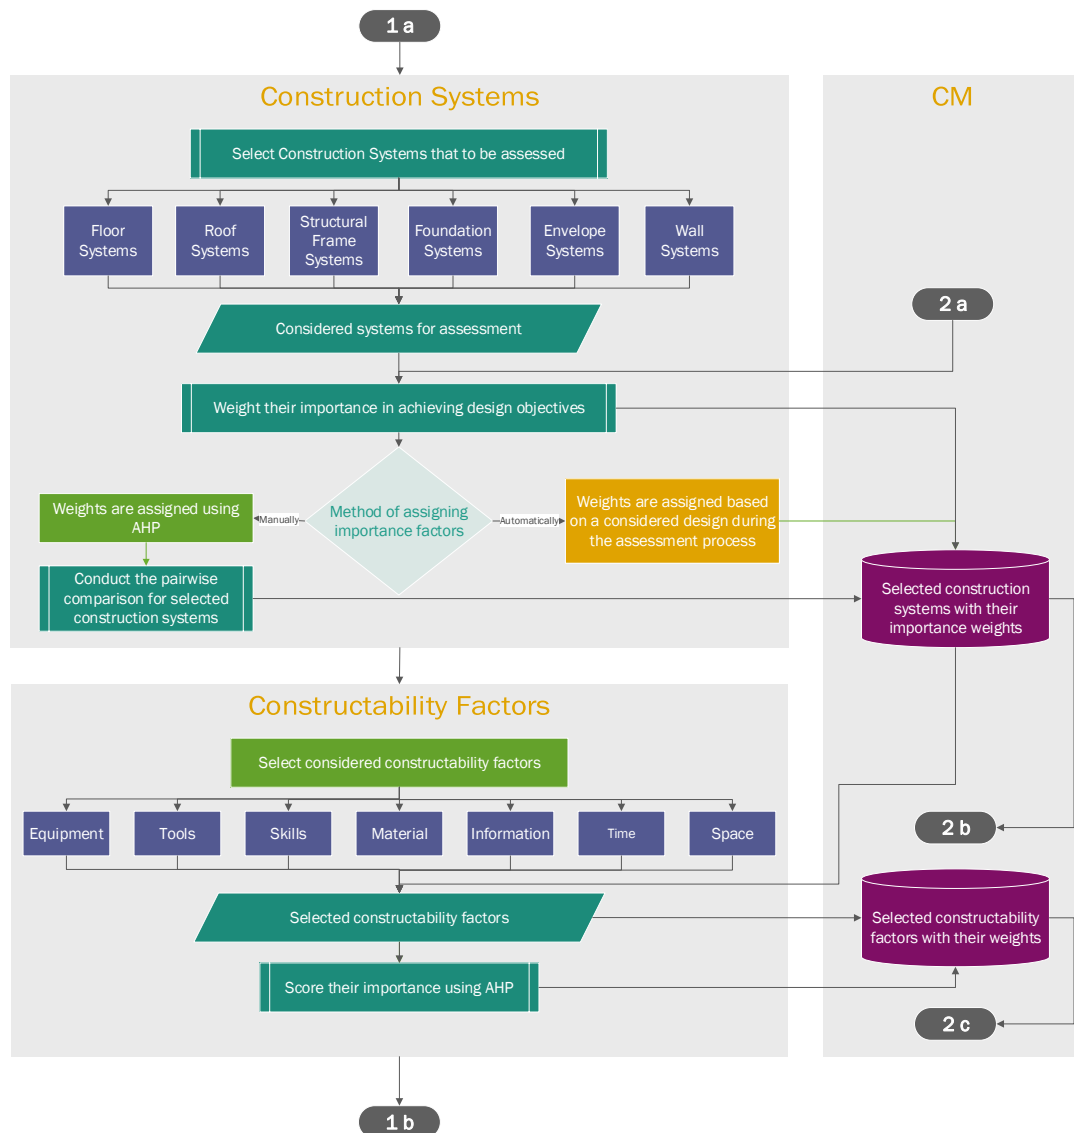 1 a
Construction Systems
CM
Select Construction Systems that to be assessed
Floor
Systems
Roof
Systems
Structural
Frame
Systems
Foundation
Systems
Envelope
Systems
Wall
Systems
2 a
Considered systems for assessment
Weight their importance in achieving design objectives
Weights are assigned using
AHP
Manually
Method of assigning
importance factors
Automatically
Weights are assigned based
on a considered design during
the assessment process
Conduct the pairwise
comparison for selected
construction systems
Selected construction
systems with their
importance weights
Constructability Factors
Select considered constructability factors
Equipment
Tools
Skills
Material
Information
Time
Space
2 b
Selected constructability factors
Selected constructability
factors with their weights
Score their importance using AHP
2 c
1 b